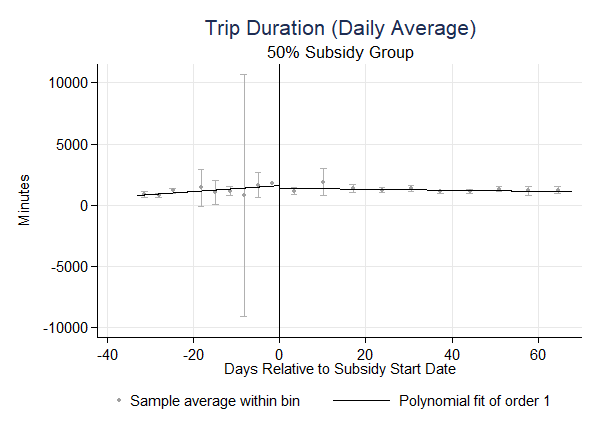 Trip Duration (Daily Average)
50% Subsidy Group
10000
5000
0
-5000
-10000
Minutes
-40
-20
0
20
40
60
Days Relative to Subsidy Start Date
Sample average within bin
Polynomial fit of order 1